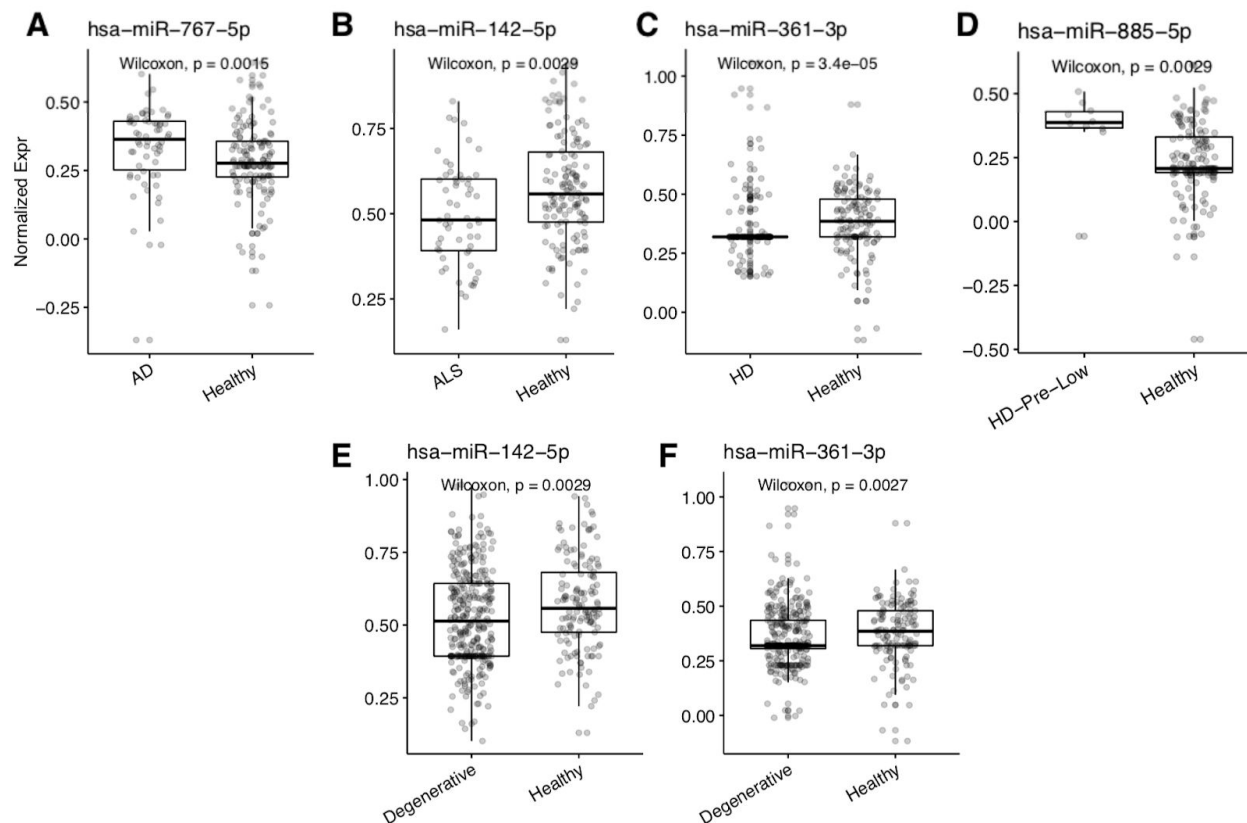 A
hsa-miR-767-5p
Wilcoxon, p = 0.0015
Normalized Expr
0.50
0.25
0.00
-0.25
AD
Healthy
B
hsa-miR-142-5p
Wilcoxon, p = 0.0029
0.75
0.50
0.25
ALS
Healthy
C
hsa-miR-361-3p
Wilcoxon, p = 3.4e-05
1.00
0.75
0.50
0.25
0.00
HD
Healthy
D
hsa-miR-885-5p
Wilcoxon, p = 0.0029
0.50
0.25
0.00
-0.25
-0.50
HD-Pre-Low
Healthy
E
hsa-miR-142-5p
Wilcoxon, p = 0.0029
1.00
0.75
0.50
0.25
Degenerative
Healthy
F
hsa-miR-361-3p
Wilcoxon, p = 0.0027
1.00
0.75
0.50
0.25
0.00
Degenerative
Healthy